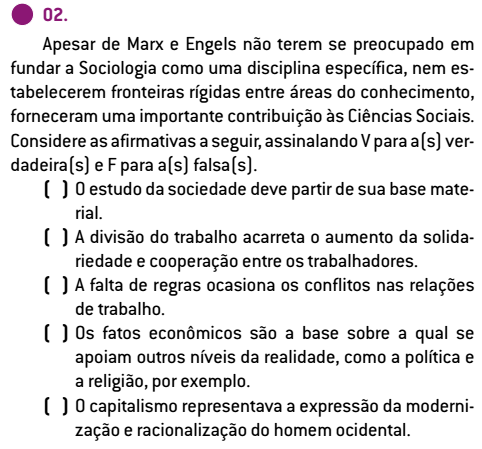 02.
Apesar de Marx e Engels não terem se preocupado em
fundar a Sociologia como uma disciplina específica, nem es-
tabelecerem fronteiras rígidas entre áreas do conhecimento,
forneceram uma importante contribuição às Ciências Sociais.
Considere as afirmativas a seguir, assinalando V para a(s) ver-
dadeira(s) e F para a(s) falsa(s).
( ) O estudo da sociedade deve partir de sua base mate-
rial.
( ) A divisão do trabalho acarreta o aumento da solida-
riedade e cooperação entre os trabalhadores.
( ) A falta de regras ocasiona os conflitos nas relações
de trabalho.
( ) Os fatos econômicos são a base sobre a qual se
apoiam outros níveis da realidade, como a política e
a religião, por exemplo.
( ) O capitalismo representava a expressão da moderni-
zação e racionalização do homem ocidental.